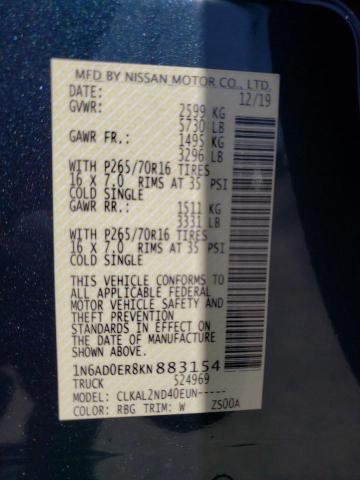 MFD BY NISSAN MOTOR CO., LTD.
DATE: 12/19
GVWR: 2599 KG
5730 LB
GAWR FR.: 1495 KG
3296 LB
WITH P265/70R16 TIRES
16 X 7.0 RIMS AT 35 PSI
COLD SINGLE
GAWR RR.: 1511 KG
3331 LB
WITH P265/70R16 TIRES
16 X 7.0 RIMS AT 35 PSI
COLD SINGLE
THIS VEHICLE CONFORMS TO
ALL APPLICABLE FEDERAL
MOTOR VEHICLE SAFETY AND
THEFT PREVENTION
STANDARDS IN EFFECT ON
THE DATE OF MANUFACTURE
SHOWN ABOVE.
1N6AD0ER8KN 883154
TRUCK 524969
MODEL: CLKAL2ND40EUN-----
COLOR: RBG TRIM: W ZS00A